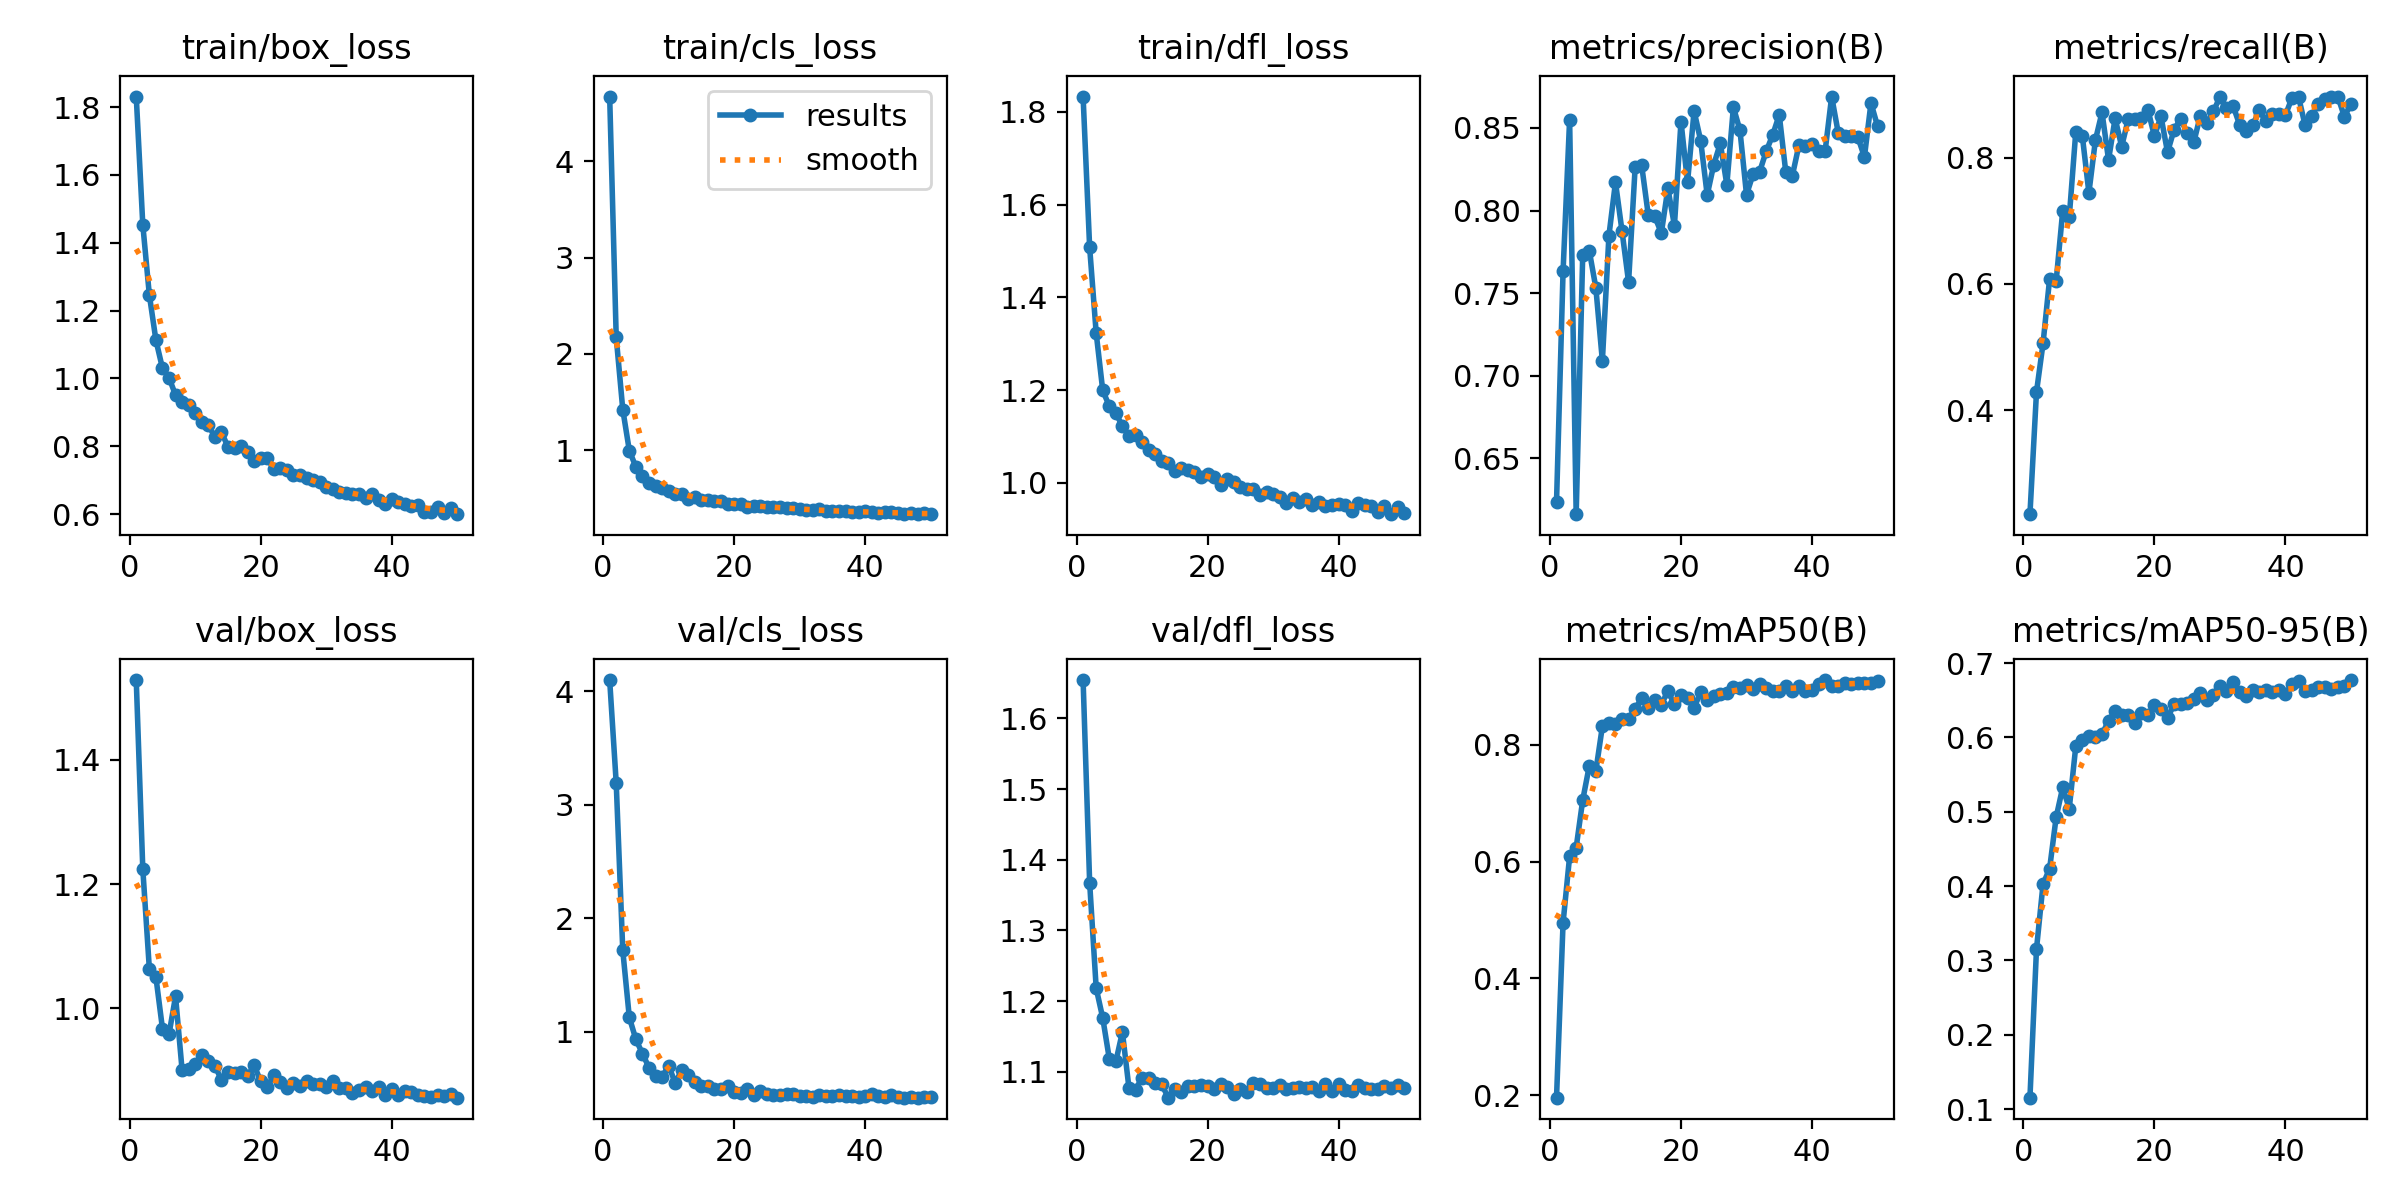 train/box_loss
1.8
1.6
1.4
1.2
1.0
0.8
0.6
0 20 40
train/cls_loss
results
smooth
4
3
2
1
0 20 40
train/dfl_loss
1.8
1.6
1.4
1.2
1.0
0 20 40
metrics/precision(B)
0.85
0.80
0.75
0.70
0.65
0 20 40
metrics/recall(B)
0.8
0.6
0.4
0 20 40
val/box_loss
1.4
1.2
1.0
0 20 40
val/cls_loss
4
3
2
1
0 20 40
val/dfl_loss
1.6
1.5
1.4
1.3
1.2
1.1
0 20 40
metrics/mAP50(B)
0.8
0.6
0.4
0.2
0 20 40
metrics/mAP50-95(B)
0.7
0.6
0.5
0.4
0.3
0.2
0.1
0 20 40